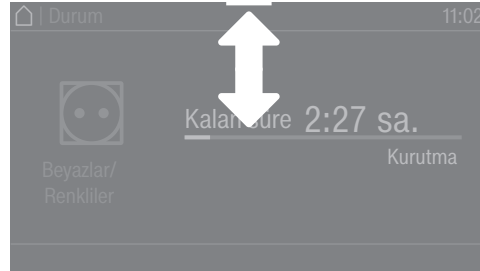 | Durum 11:02
Kalan süre 2:27 sa.
Kurutma
Beyazlar/
Renkliler